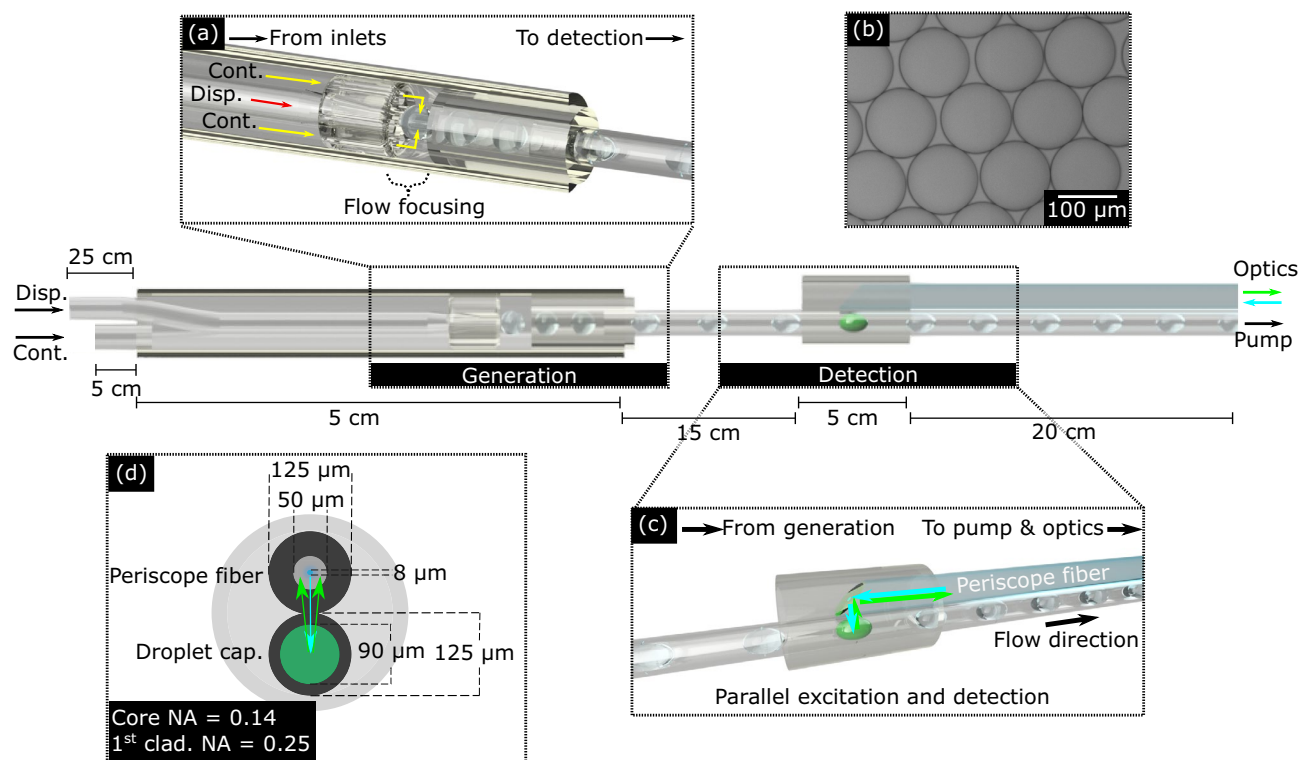 (a)
From inlets
To detection
Cont.
Disp.
Cont.
Flow focusing
(b)
100 µm
25 cm
Disp.
Cont.
5 cm
Generation
Detection
Optics
Pump
5 cm
15 cm
5 cm
20 cm
(d)
125 µm
50 µm
Periscope fiber
8 µm
Droplet cap.
90 µm
125 µm
Core NA = 0.14
1st clad. NA = 0.25
(c)
From generation
To pump & optics
Periscope fiber
Flow direction
Parallel excitation and detection